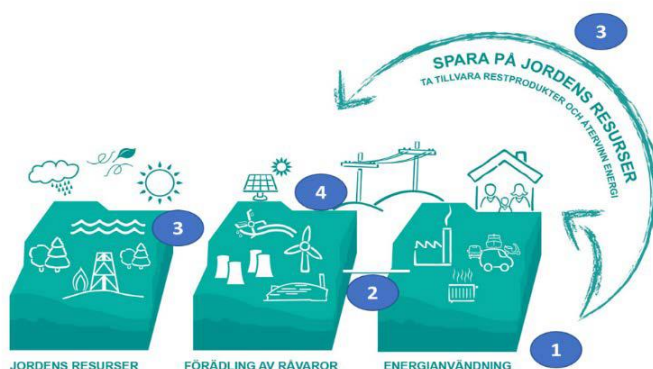 3
SPARA PÅ JORDENS RESURSER
TA TILLVARA RESTPRODUKTER OCH ÅTERVINN ENERGI
4
3
2
1
JORDENS RESURSER
FÖRÄDLING AV RÅVAROR
ENERGIANVÄNDNING